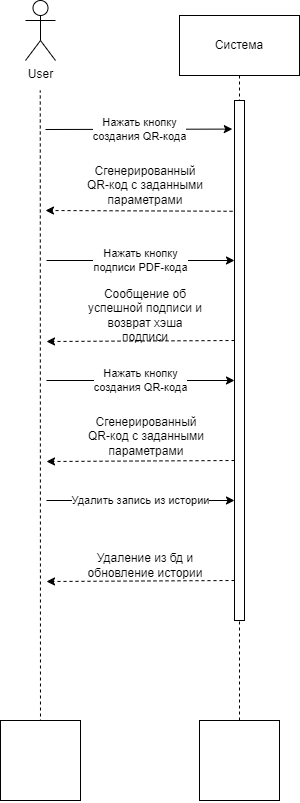 User
Система
Нажать кнопку
создания QR-кода
Сгенерированный
QR-код с заданными
параметрами
Нажать кнопку
подписи PDF-кода
Сообщение об
успешной подписи и
возврат хэша
подписи
Нажать кнопку
создания QR-кода
Сгенерированный
QR-код с заданными
параметрами
Удалить запись из истории
Удаление из бд и
обновление истории